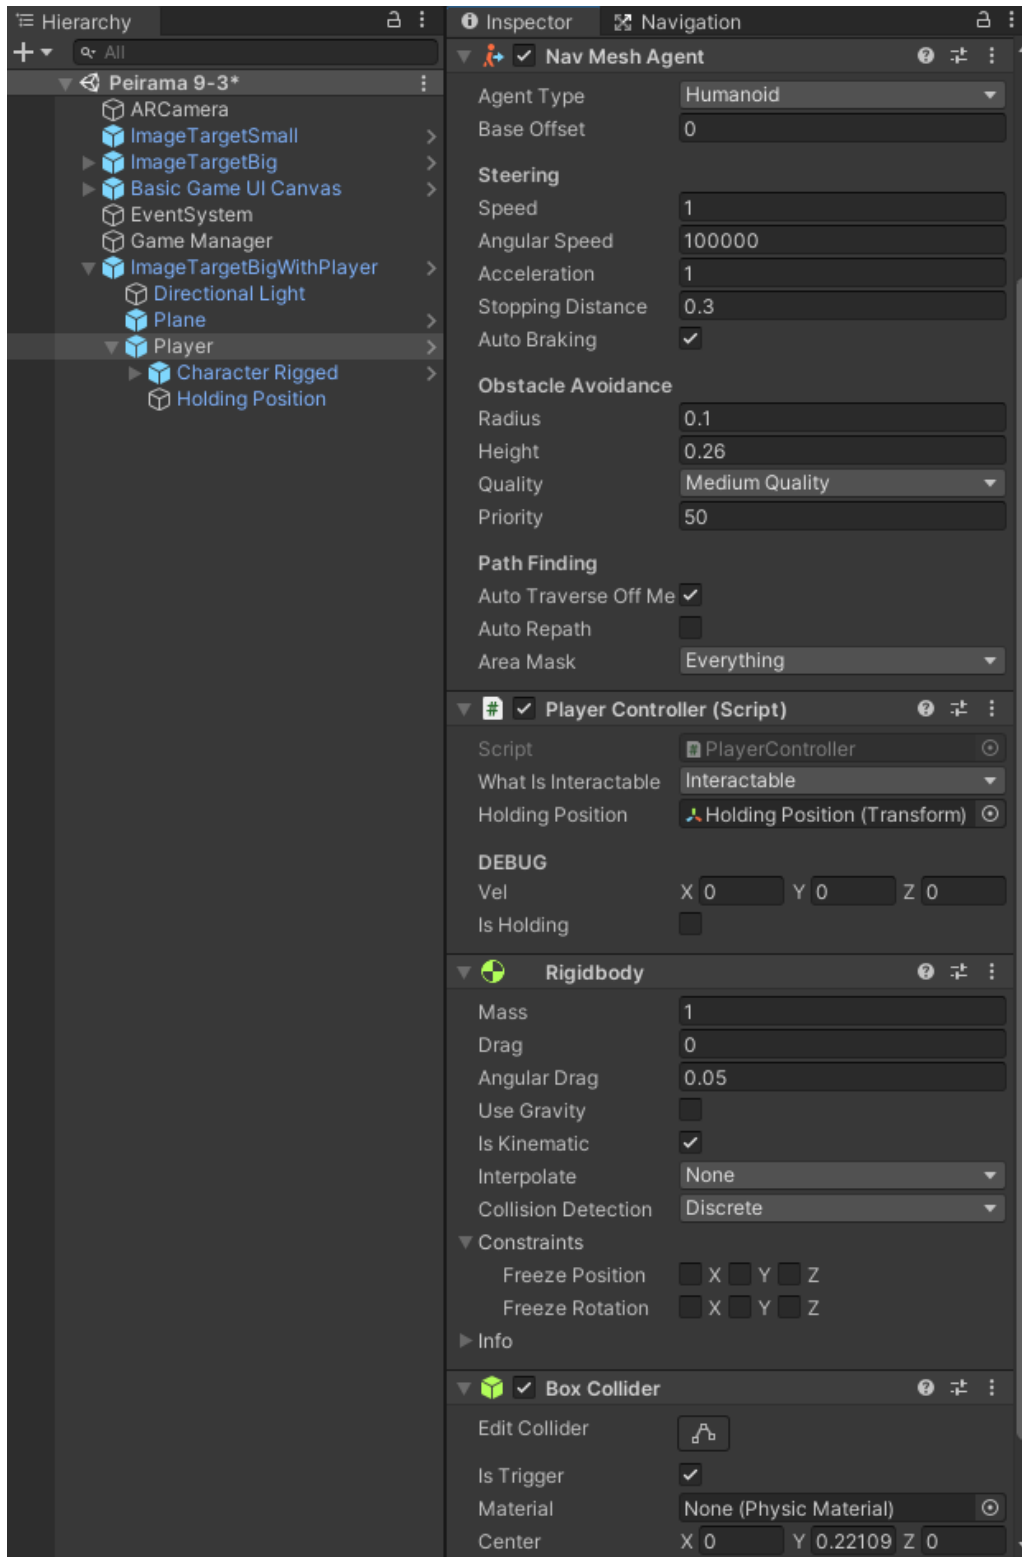 Hierarchy
All
Peirama 9-3*
ARCamera
ImageTargetSmall
ImageTargetBig
Basic Game UI Canvas
EventSystem
Game Manager
ImageTargetBigWithPlayer
Directional Light
Plane
Player
Character Rigged
Holding Position
Inspector
Navigation
Nav Mesh Agent
Agent Type Humanoid
Base Offset 0
Steering
Speed 1
Angular Speed 100000
Acceleration 1
Stopping Distance 0.3
Auto Braking
Obstacle Avoidance
Radius 0.1
Height 0.26
Quality Medium Quality
Priority 50
Path Finding
Auto Traverse Off Me
Auto Repath
Area Mask Everything
# Player Controller (Script)
Script # PlayerController
What Is Interactable Interactable
Holding Position Holding Position (Transform)
DEBUG
Vel X 0 Y 0 Z 0
Is Holding
Rigidbody
Mass 1
Drag 0
Angular Drag 0.05
Use Gravity
Is Kinematic
Interpolate None
Collision Detection Discrete
Constraints
Freeze Position X Y Z
Freeze Rotation X Y Z
Info
Box Collider
Edit Collider
Is Trigger
Material None (Physic Material)
Center X 0 Y 0.22109 Z 0